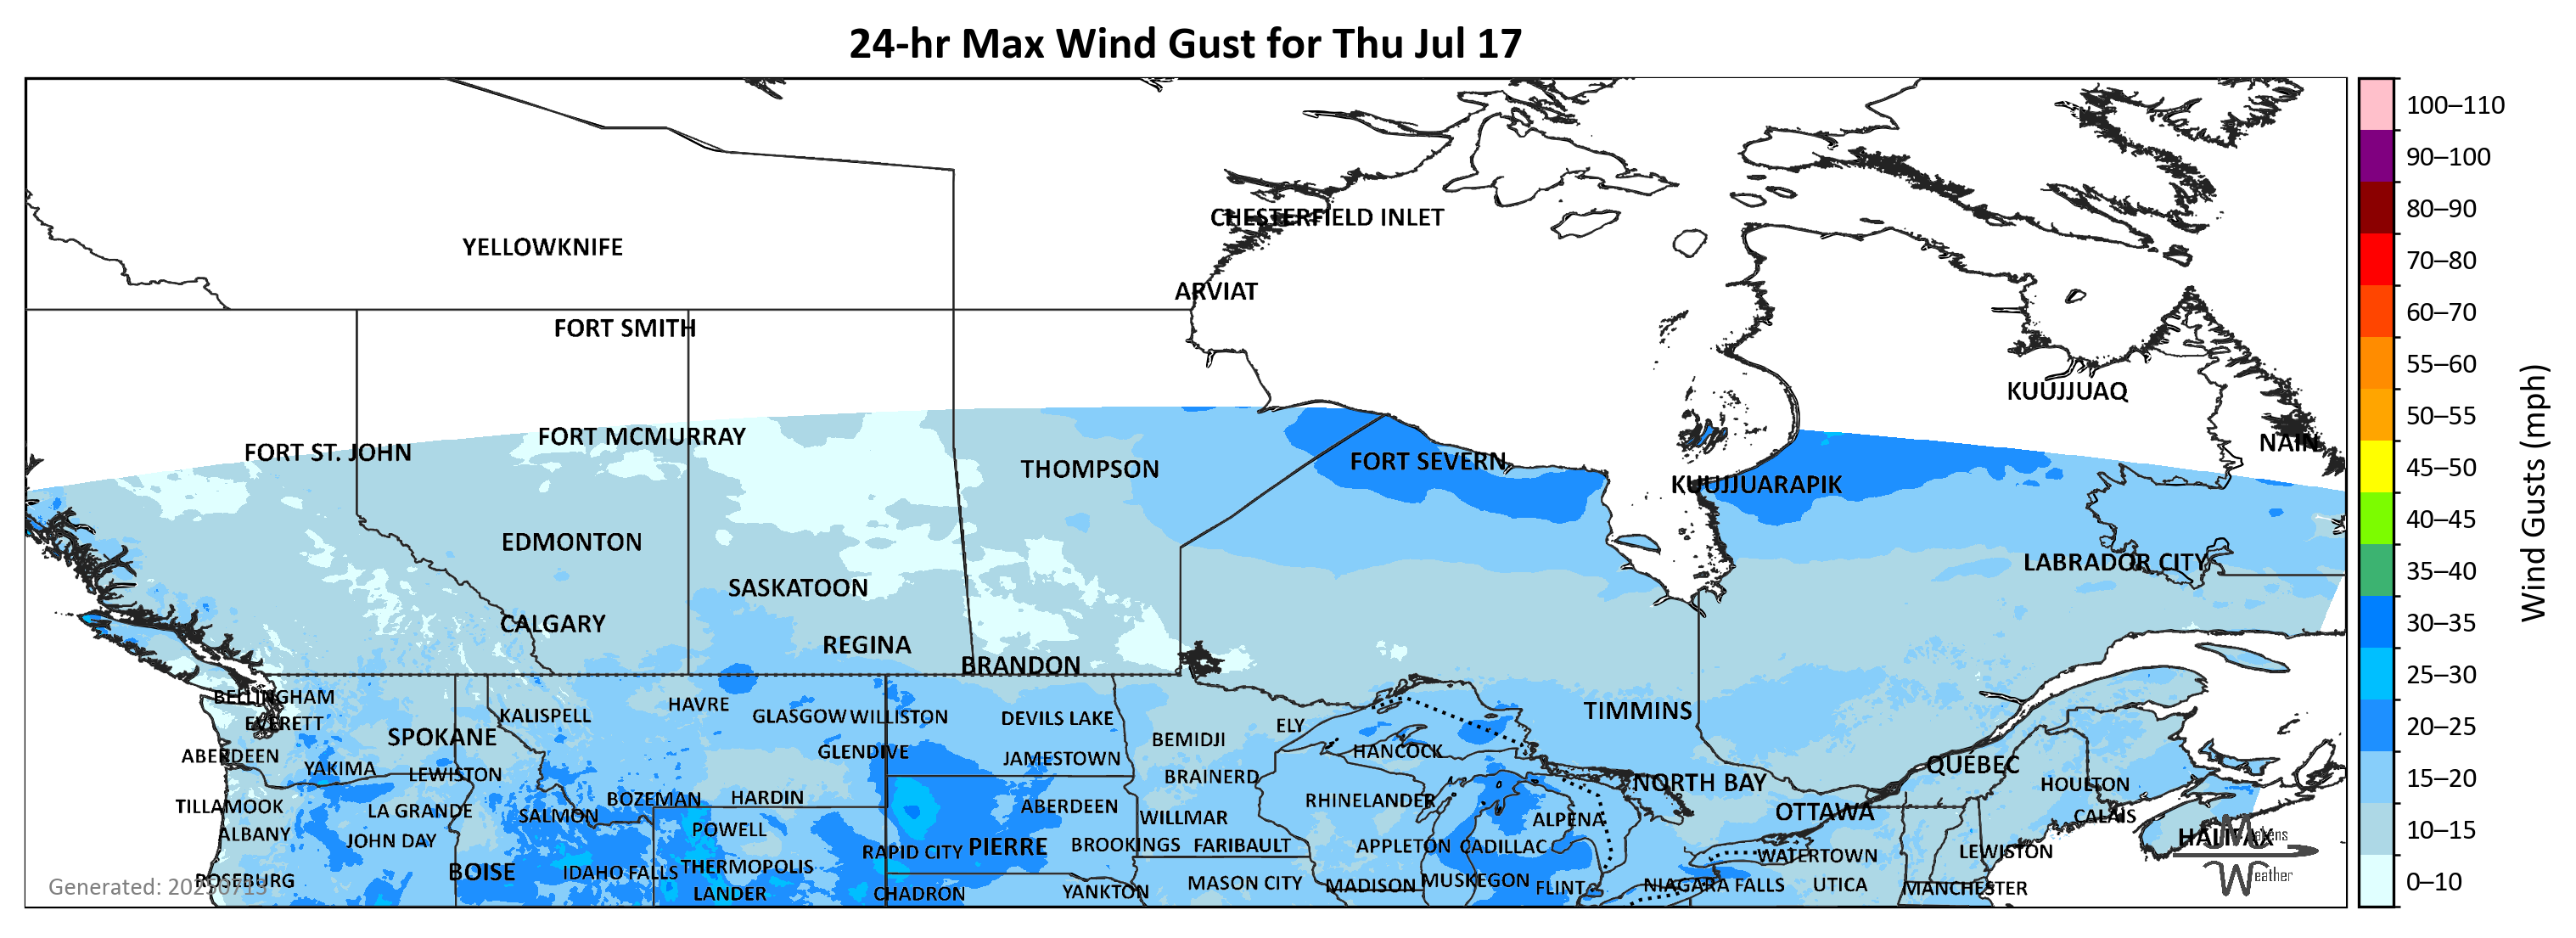 24-hr Max Wind Gust for Thu Jul 17
100–110
90–100
80–90
70–80
60–70
55–60
50–55
45–50
40–45
35–40
30–35
25–30
20–25
15–20
10–15
0–10
Wind Gusts (mph)
CHESTERFIELD INLET
YELLOWKNIFE
ARVIAT
FORT SMITH
KUUJJUAQ
FORT MCMURRAY
NAIN
FORT ST. JOHN
FORT SEVERN
THOMPSON
KUUJJUARAPIK
EDMONTON
LABRADOR CITY
SASKATOON
CALGARY
REGINA
BRANDON
BELLINGHAM
HAVRE
TIMMINS
KALISPELL
GLASGOW
WILLISTON
DEVILS LAKE
EVERETT
ELY
SPOKANE
BEMIDJI
HANCOCK
GLENDIVE
ABERDEEN
JAMESTOWN
QUÉBEC
YAKIMA
LEWISTON
BRAINERD
NORTH BAY
HOULTON
BOZEMAN
HARDIN
RHINELANDER
TILLAMOOK
LA GRANDE
ABERDEEN
OTTAWA
SALMON
WILLMAR
ALPENA
CALAIS
POWELL
ALBANY
HALIFAX
JOHN DAY
RAPID CITY
PIERRE
BROOKINGS
FARIBAULT
APPLETON
CADILLAC
LEWISTON
WATERTOWN
THERMOPOLIS
BOISE
IDAHO FALLS
ROSEBURG
MUSKEGON
MASON CITY
MADISON
NIAGARA FALLS
UTICA
FLINT
MANCHESTER
LANDER
CHADRON
YANKTON
Generated: 20250713
Makens
Weather